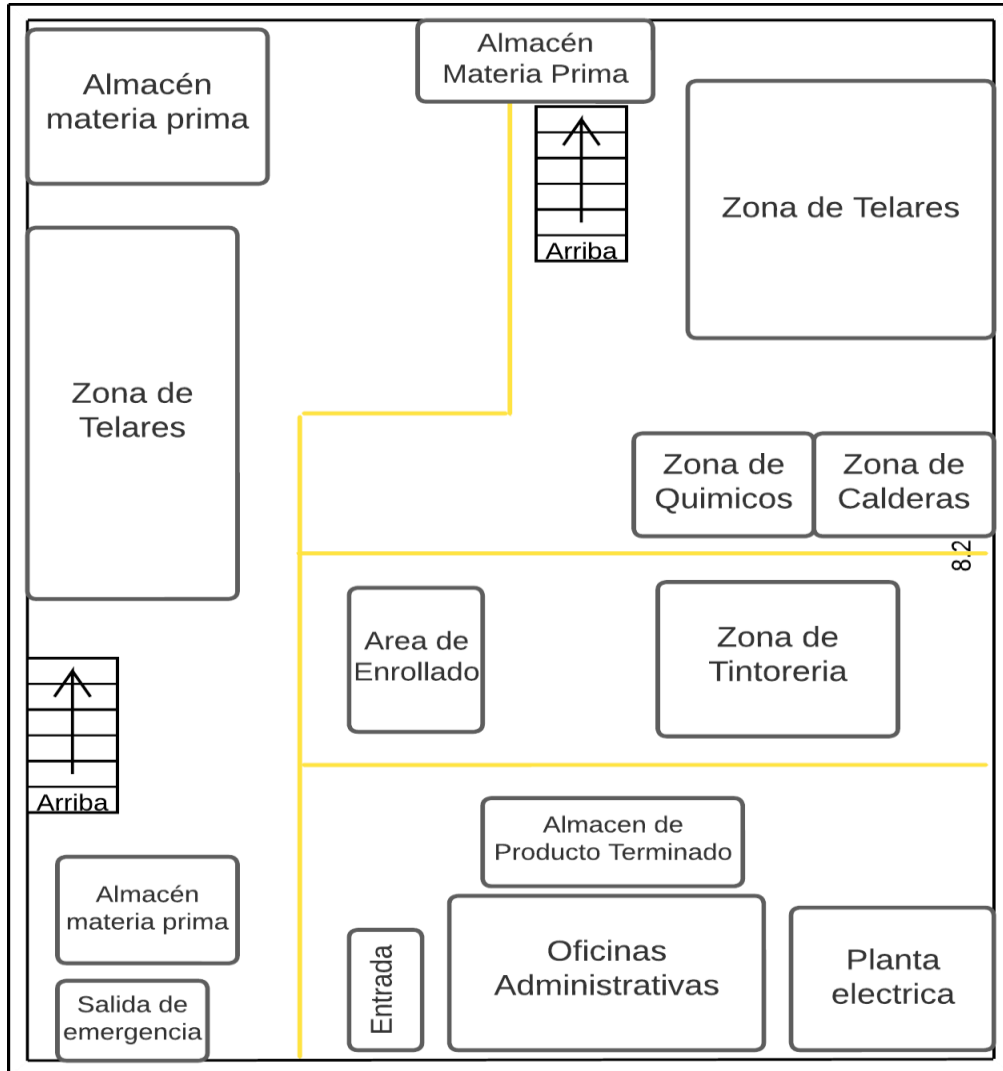 Almacén
materia prima
Almacén
Materia Prima
Zona de Telares
Arriba
Zona de
Telares
Zona de
Quimicos
Zona de
Calderas
8.2
Area de
Enrollado
Zona de
Tintoreria
Arriba
Almacen de
Producto Terminado
Almacén
materia prima
Entrada
Oficinas
Administrativas
Planta
electrica
Salida de
emergencia